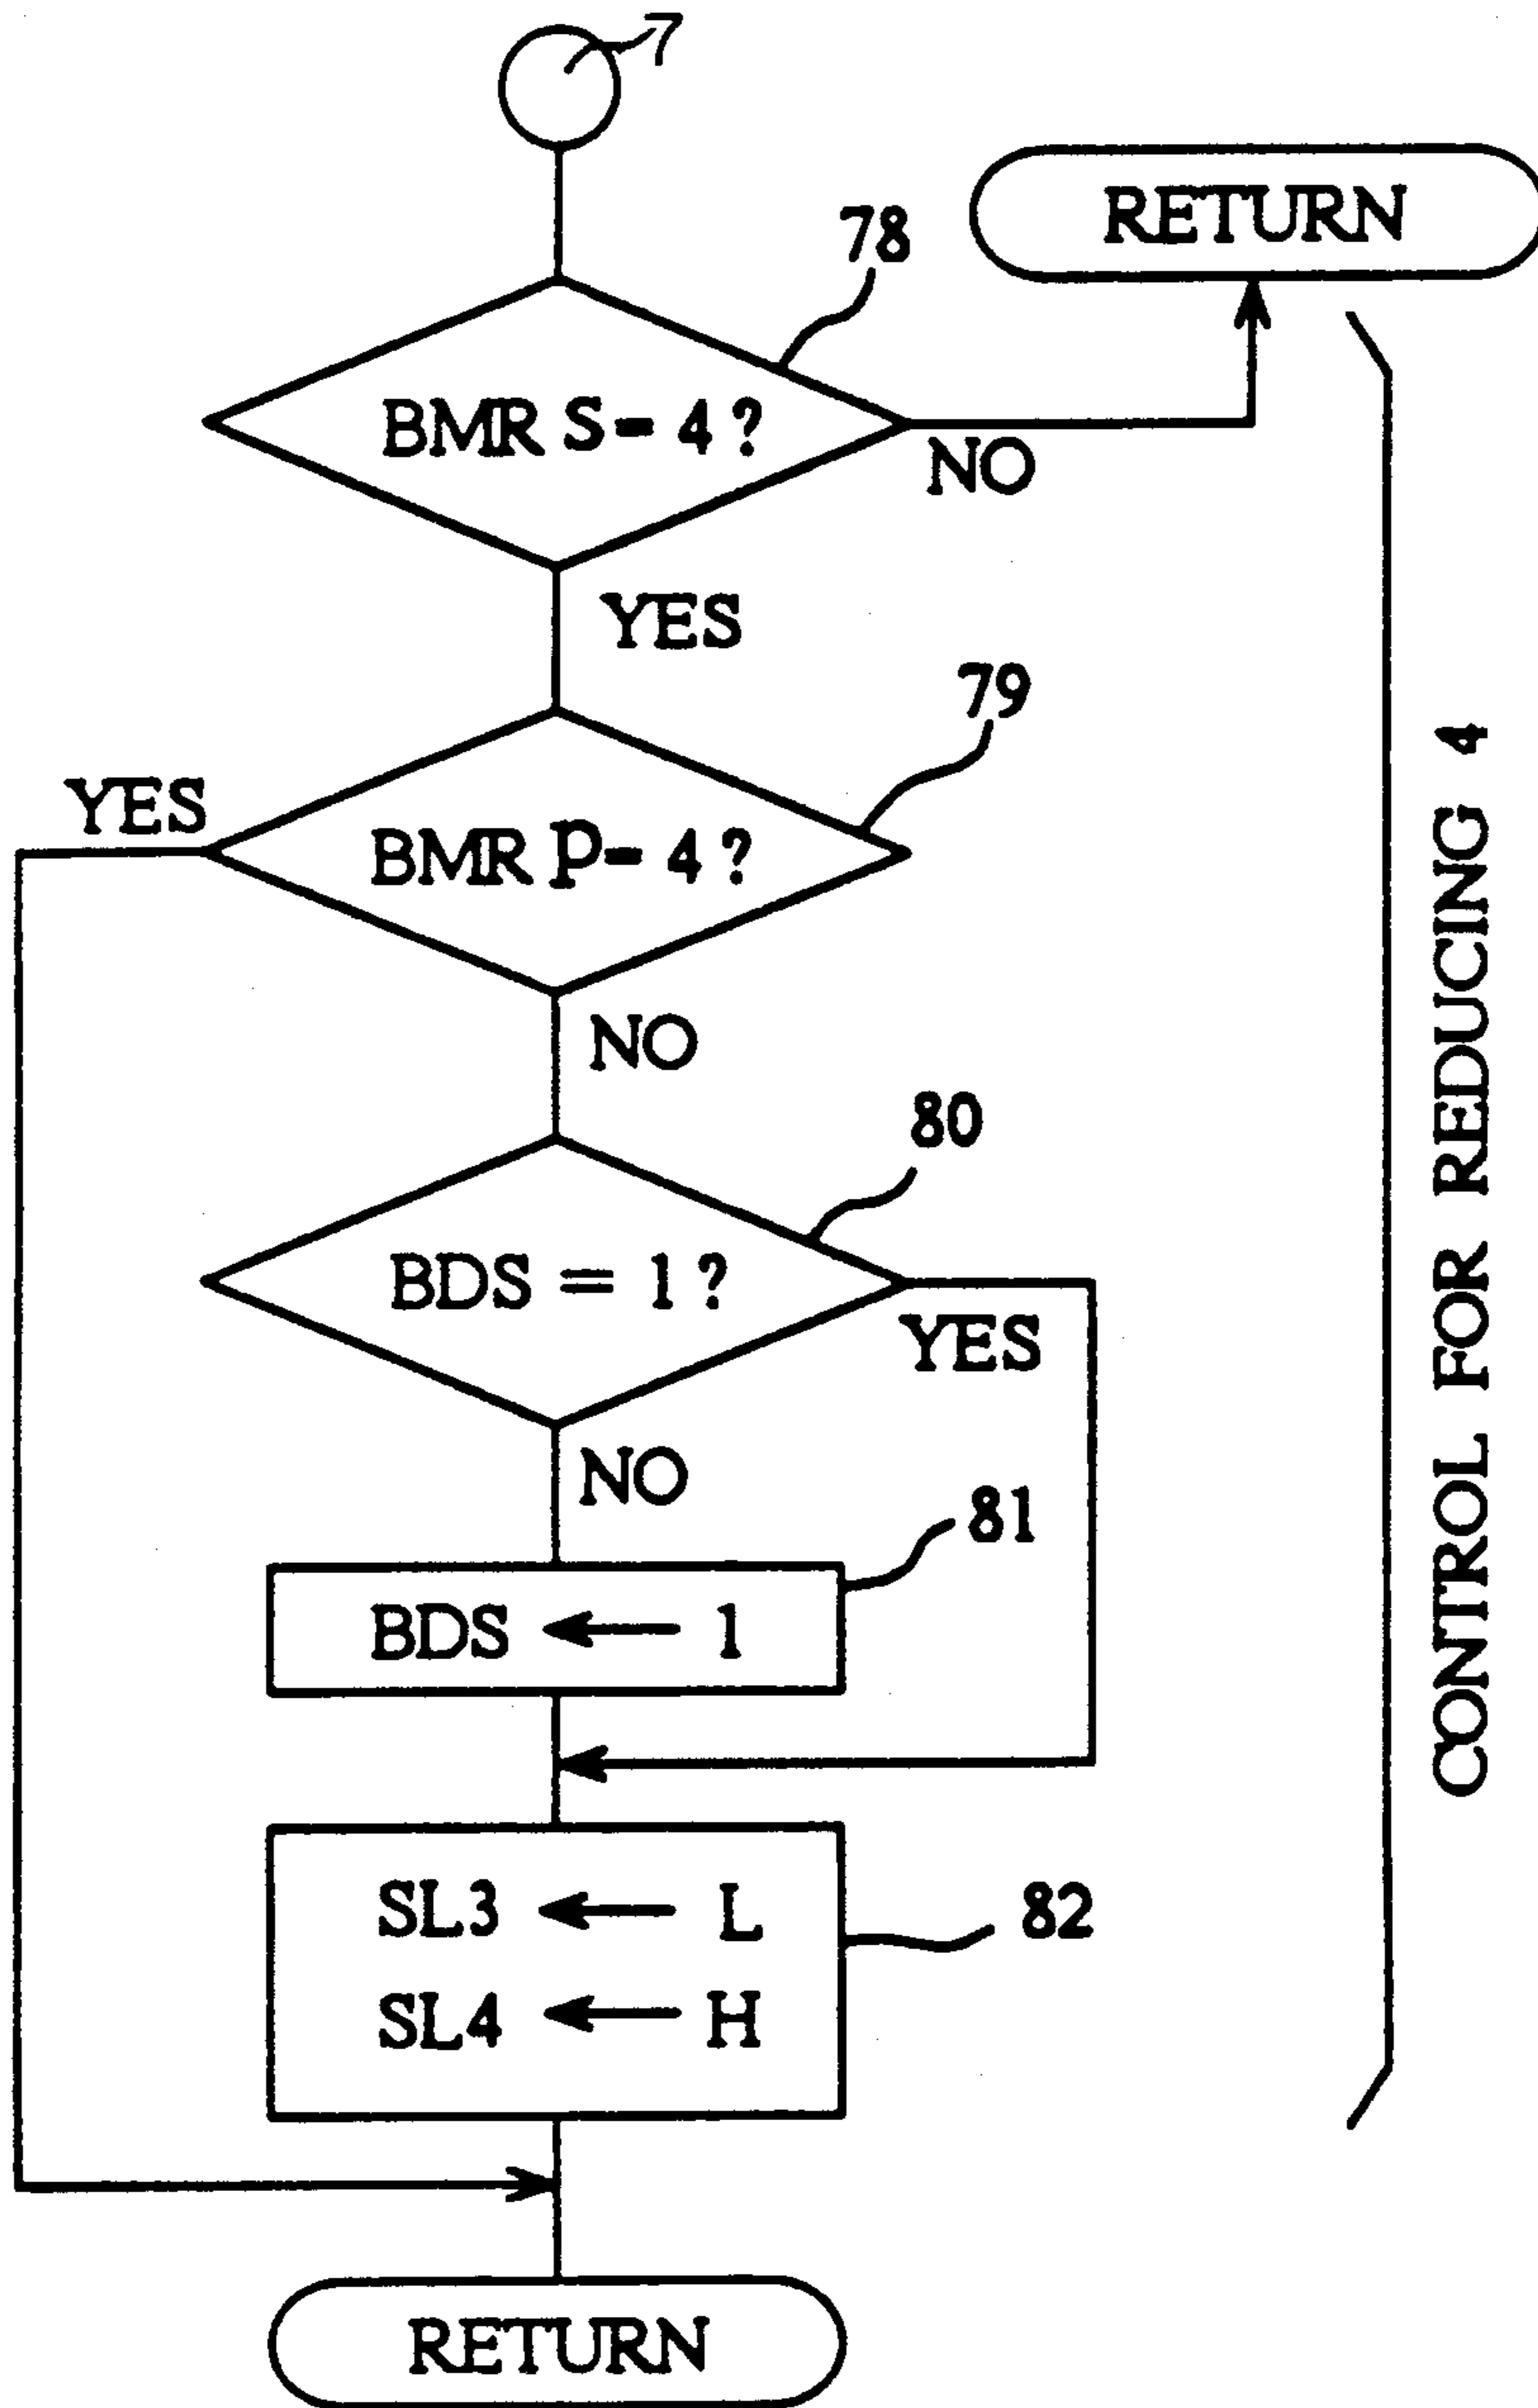 7
RETURN
78
BMR S = 4 ?
NO
YES
79
YES
BMR P = 4 ?
NO
80
BDS = 1 ?
YES
NO
81
BDS ← 1
SL3 ← L
82
SL4 ← H
RETURN
CONTROL FOR REDUCING 4